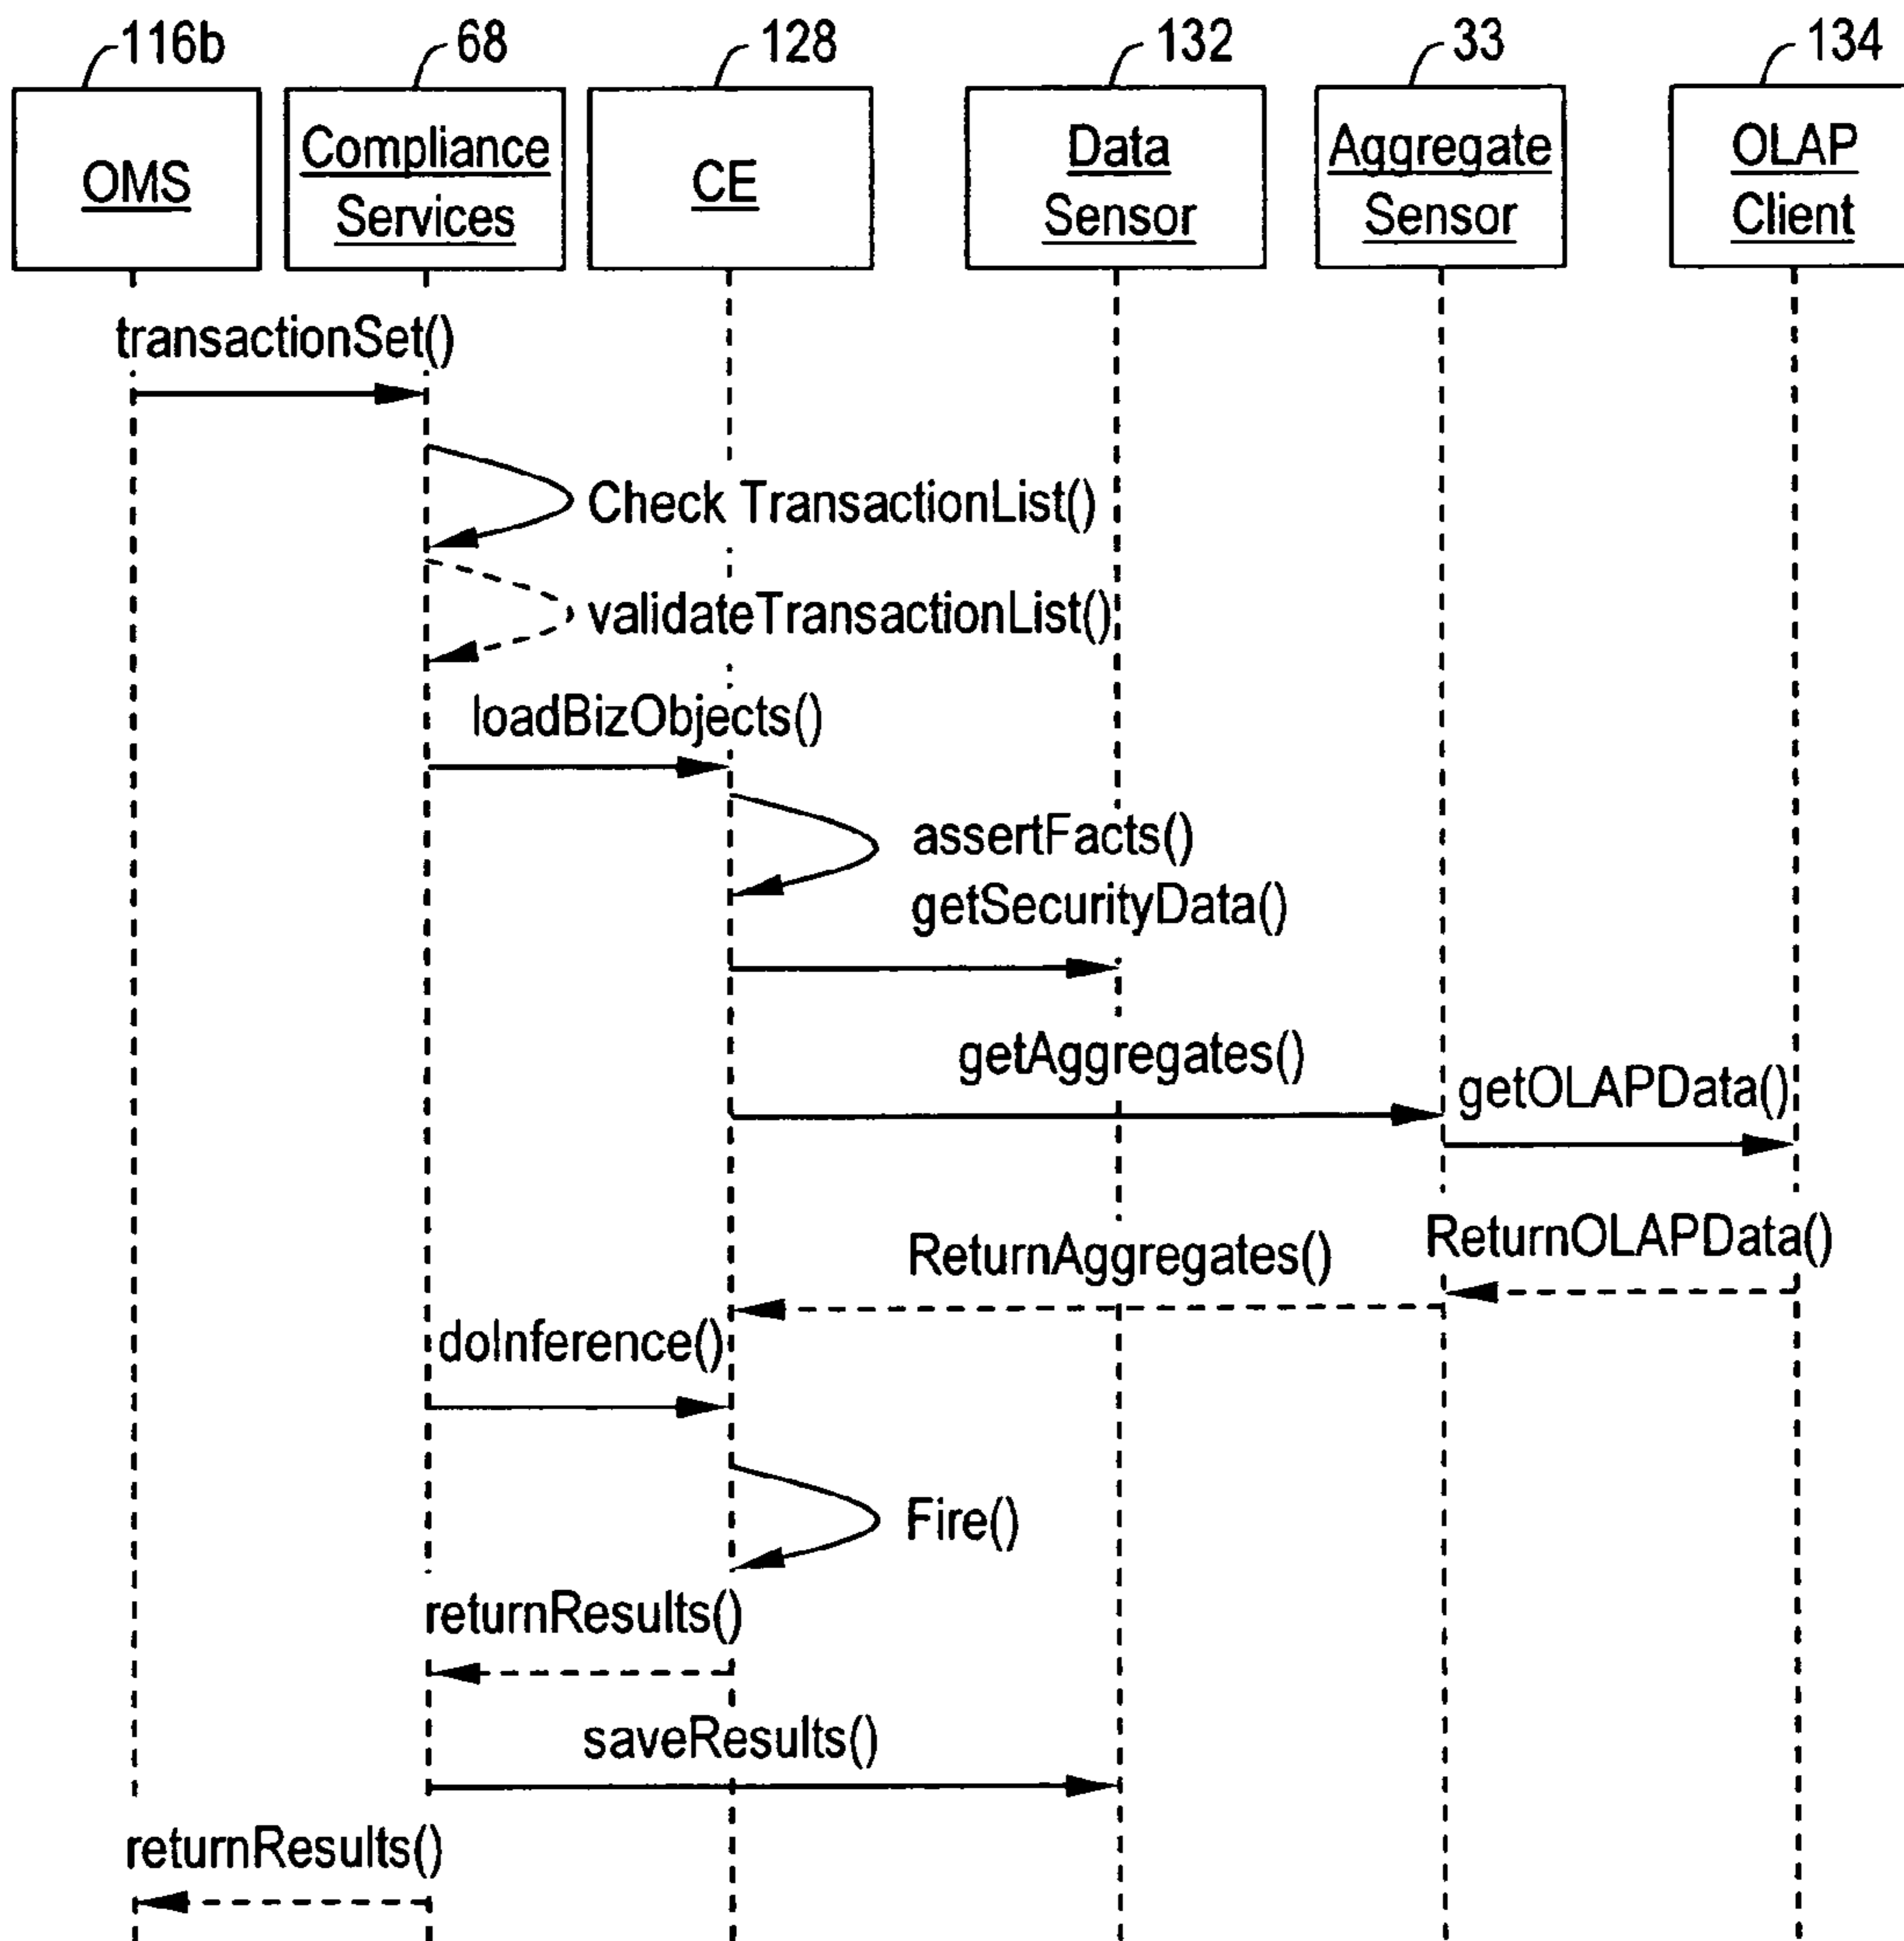 116b
68
128
132
33
134
OMS
Compliance
Services
CE
Data
Sensor
Aggregate
Sensor
OLAP
Client
transactionSet()
Check TransactionList()
validateTransactionList()
loadBizObjects()
assertFacts()
getSecurityData()
getAggregates()
getOLAPData()
ReturnOLAPData()
ReturnAggregates()
doInference()
Fire()
returnResults()
saveResults()
returnResults()